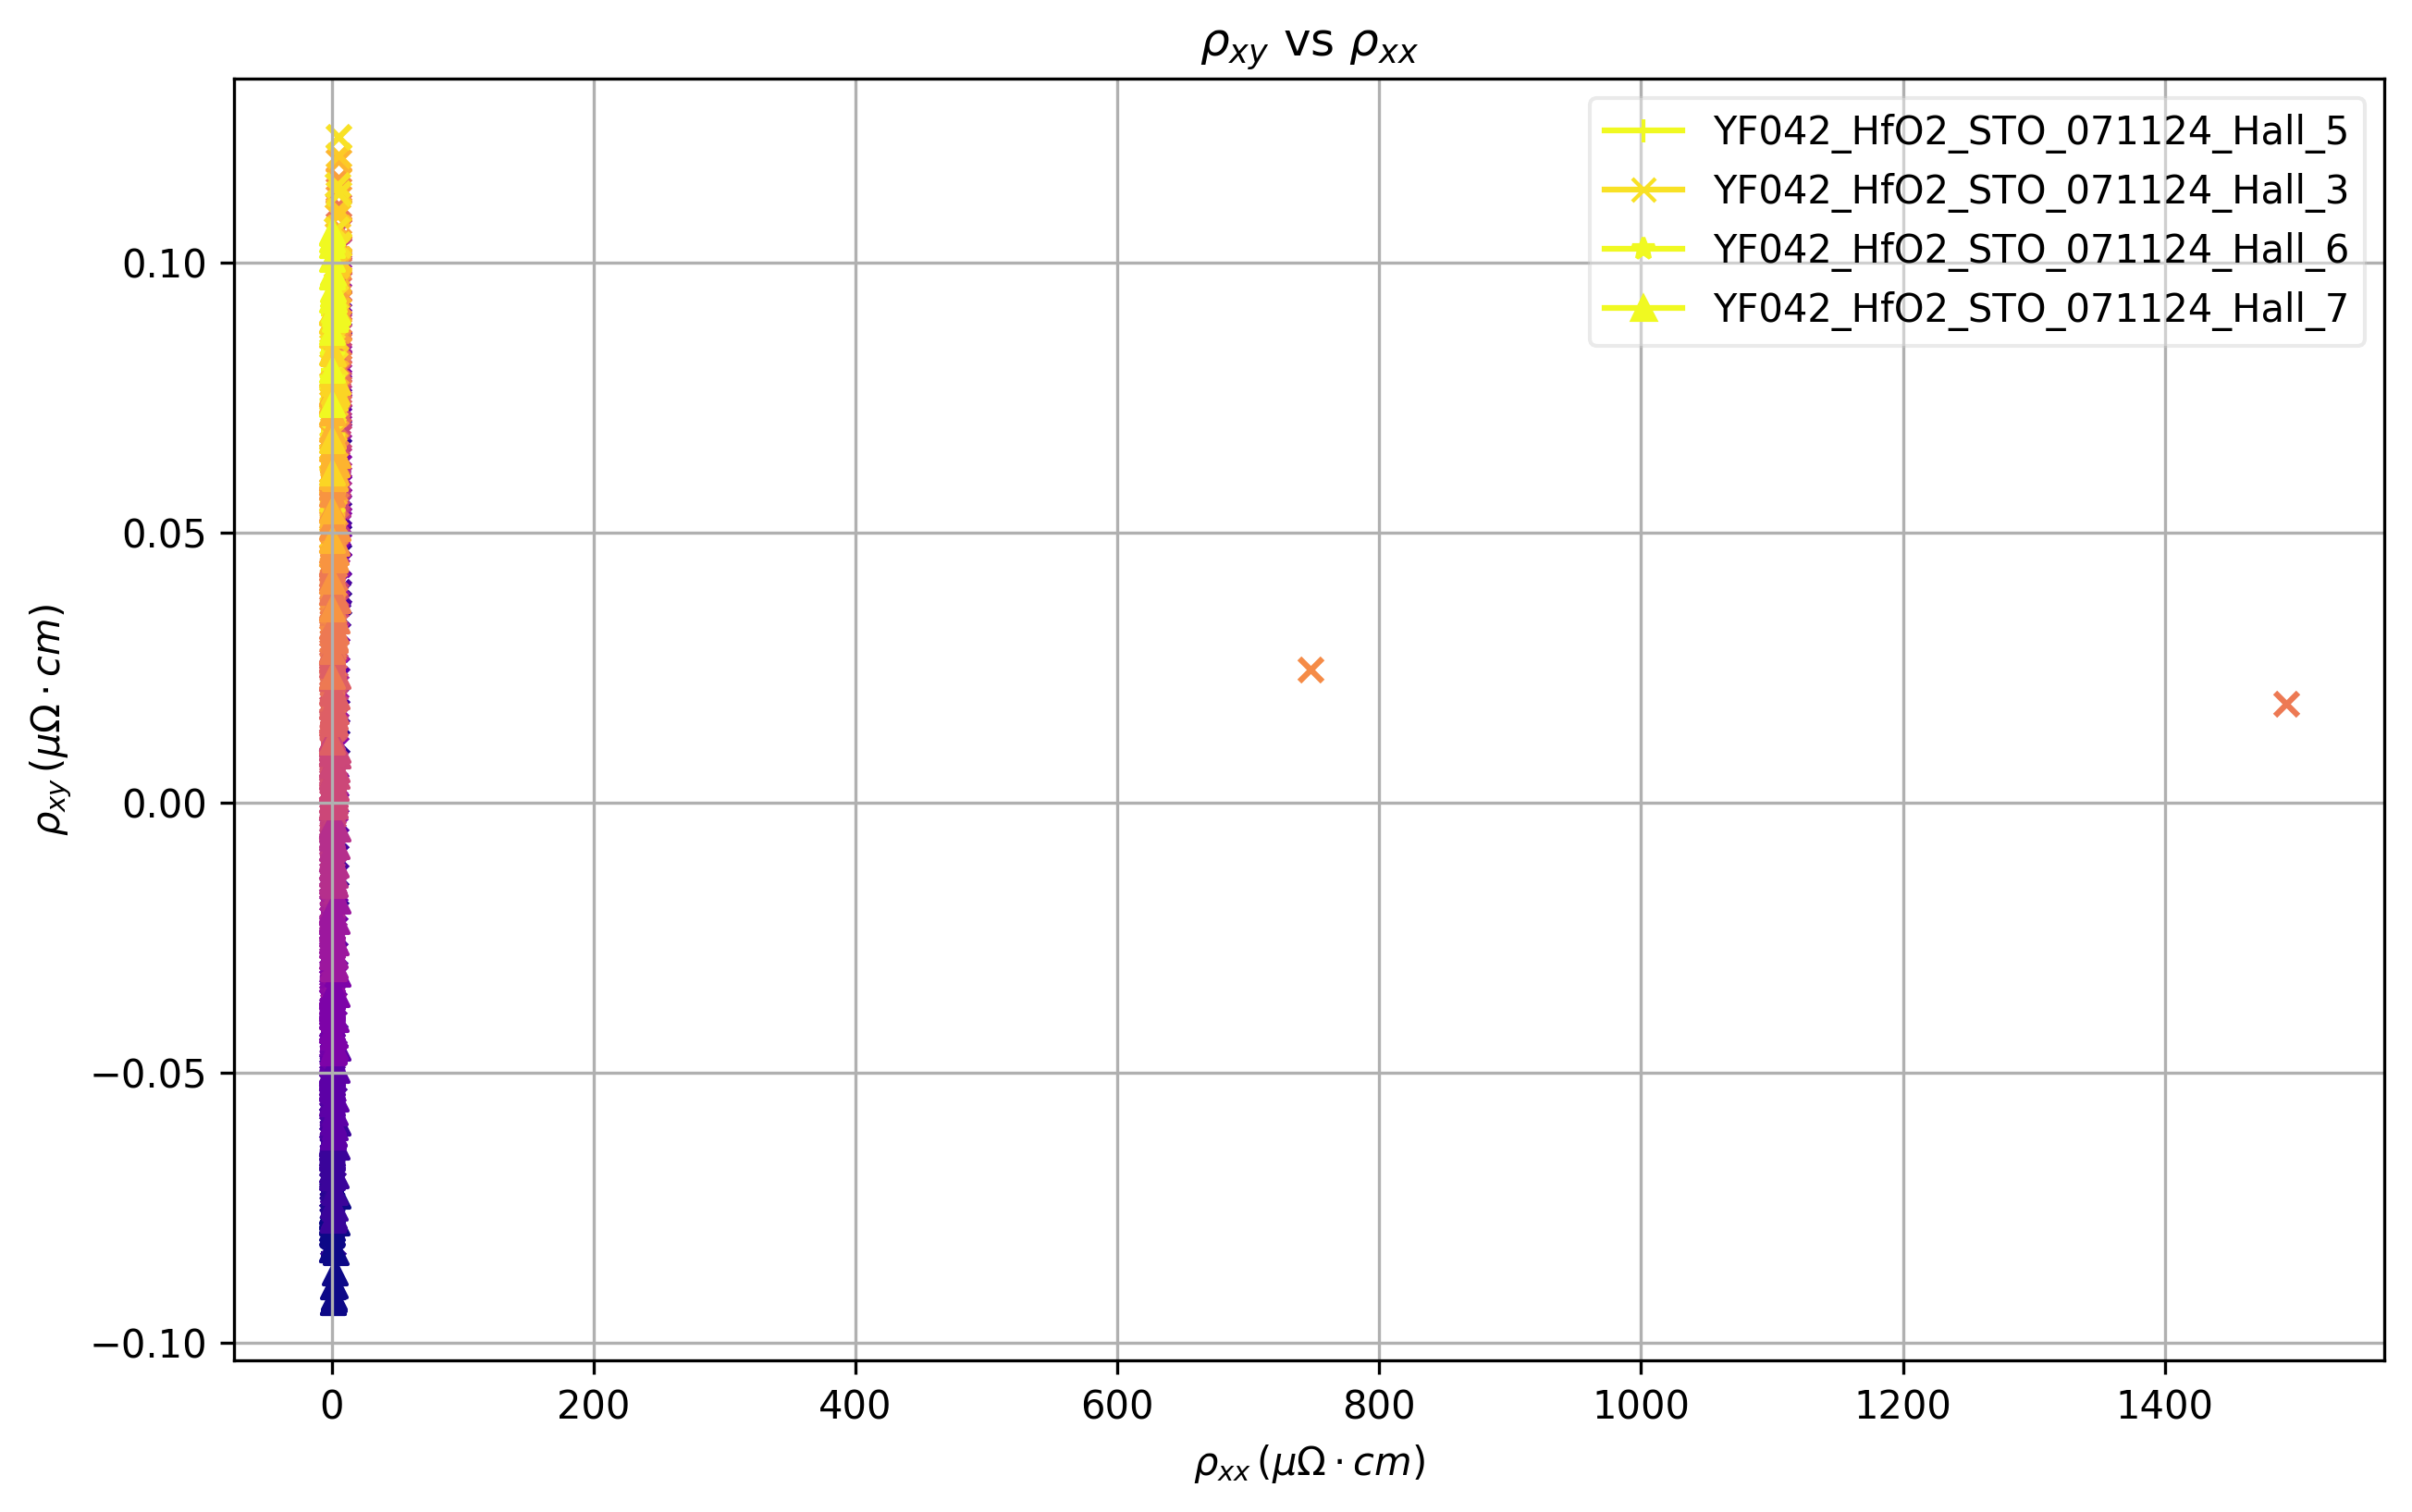 ρxy vs ρxx
YF042_HfO2_STO_071124_Hall_5
YF042_HfO2_STO_071124_Hall_3
YF042_HfO2_STO_071124_Hall_6
YF042_HfO2_STO_071124_Hall_7
ρxy (μΩ · cm)
0.10
0.05
0.00
−0.05
−0.10
0 200 400 600 800 1000 1200 1400
ρxx (μΩ · cm)